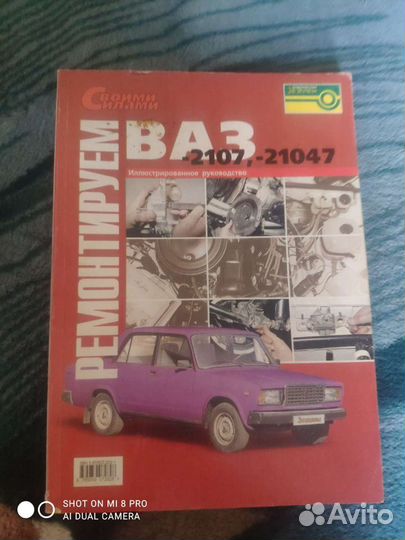 Своими
Силами
РЕМОНТИРУЕМ
ВАЗ
-2107,-21047
Иллюстрированное руководство
SHOT ON MI 8 PRO
AI DUAL CAMERA
Avito